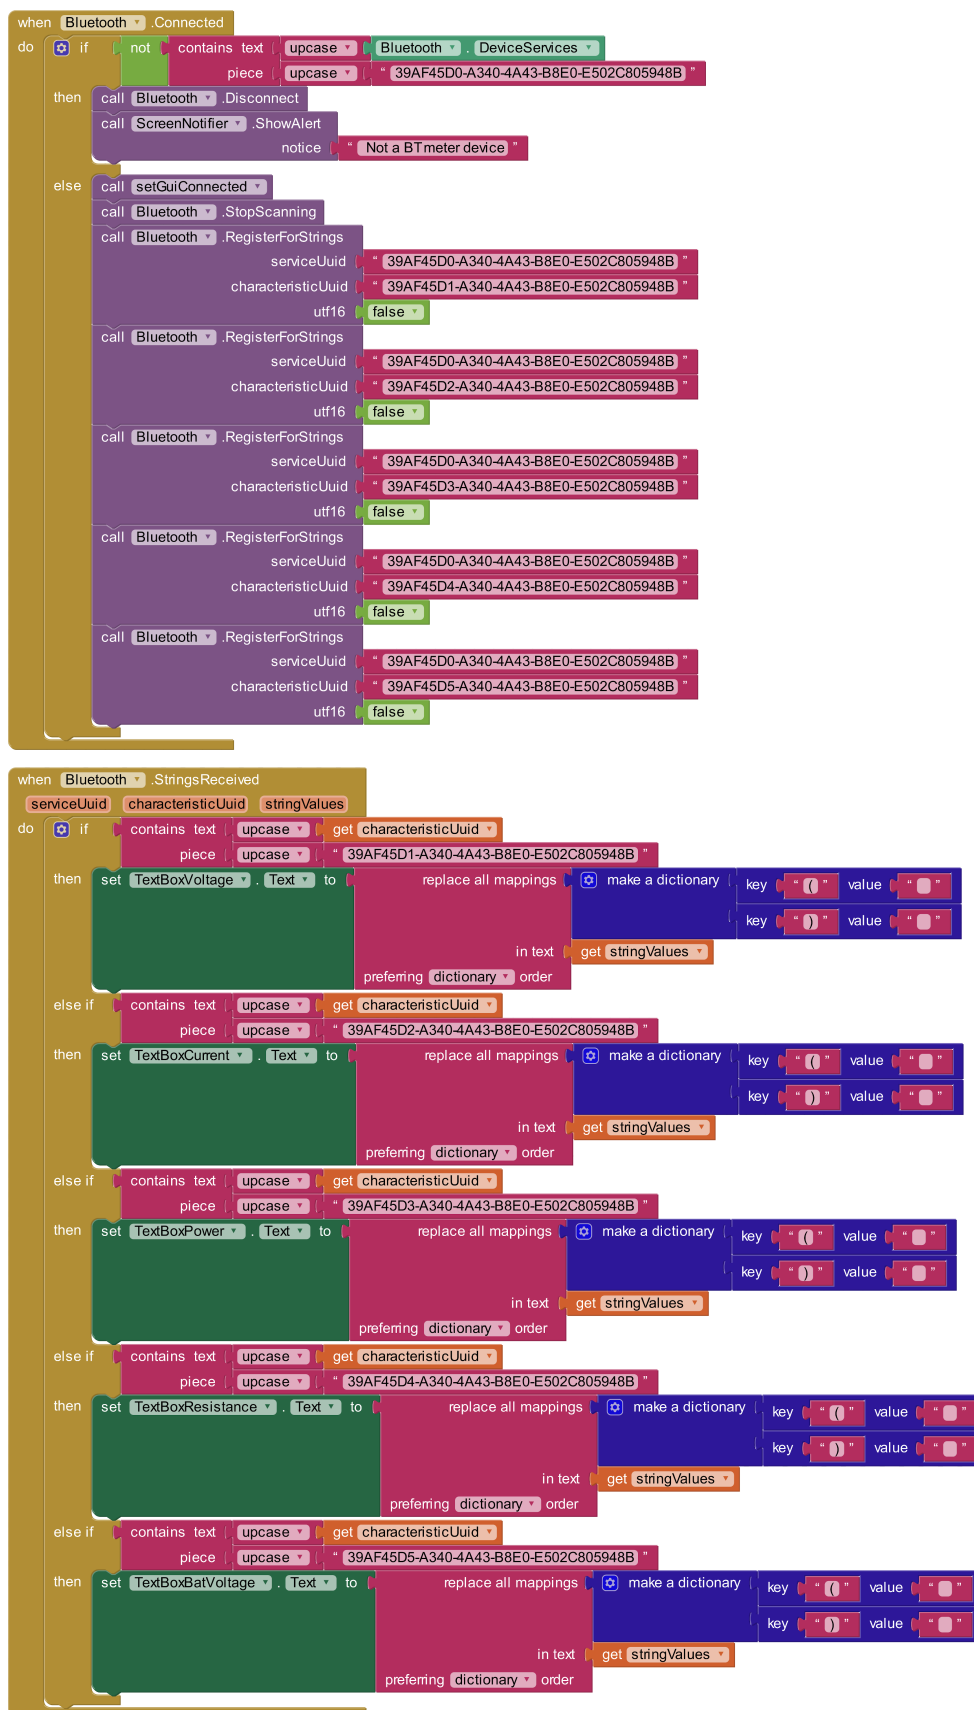 when Bluetooth .Connected
do if not contains text upcase Bluetooth . DeviceServices
piece upcase “ 39AF45D0-A340-4A43-B8E0-E502C805948B ”
then call Bluetooth .Disconnect
call ScreenNotifier .ShowAlert
notice “ Not a BTmeter device ”
else call setGuiConnected
call Bluetooth .StopScanning
call Bluetooth .RegisterForStrings
serviceUuid “ 39AF45D0-A340-4A43-B8E0-E502C805948B ”
characteristicUuid “ 39AF45D1-A340-4A43-B8E0-E502C805948B ”
utf16 false
call Bluetooth .RegisterForStrings
serviceUuid “ 39AF45D0-A340-4A43-B8E0-E502C805948B ”
characteristicUuid “ 39AF45D2-A340-4A43-B8E0-E502C805948B ”
utf16 false
call Bluetooth .RegisterForStrings
serviceUuid “ 39AF45D0-A340-4A43-B8E0-E502C805948B ”
characteristicUuid “ 39AF45D3-A340-4A43-B8E0-E502C805948B ”
utf16 false
call Bluetooth .RegisterForStrings
serviceUuid “ 39AF45D0-A340-4A43-B8E0-E502C805948B ”
characteristicUuid “ 39AF45D4-A340-4A43-B8E0-E502C805948B ”
utf16 false
call Bluetooth .RegisterForStrings
serviceUuid “ 39AF45D0-A340-4A43-B8E0-E502C805948B ”
characteristicUuid “ 39AF45D5-A340-4A43-B8E0-E502C805948B ”
utf16 false
when Bluetooth .StringsReceived
serviceUuid characteristicUuid stringValues
do if contains text upcase get characteristicUuid
piece upcase “ 39AF45D1-A340-4A43-B8E0-E502C805948B ”
then set TextBoxVoltage . Text to replace all mappings make a dictionary key “ ( ” value “ ”
key “ ) ” value “ ”
in text get stringValues
preferring dictionary order
else if contains text upcase get characteristicUuid
piece upcase “ 39AF45D2-A340-4A43-B8E0-E502C805948B ”
then set TextBoxCurrent . Text to replace all mappings make a dictionary key “ ( ” value “ ”
key “ ) ” value “ ”
in text get stringValues
preferring dictionary order
else if contains text upcase get characteristicUuid
piece upcase “ 39AF45D3-A340-4A43-B8E0-E502C805948B ”
then set TextBoxPower . Text to replace all mappings make a dictionary key “ ( ” value “ ”
key “ ) ” value “ ”
in text get stringValues
preferring dictionary order
else if contains text upcase get characteristicUuid
piece upcase “ 39AF45D4-A340-4A43-B8E0-E502C805948B ”
then set TextBoxResistance . Text to replace all mappings make a dictionary key “ ( ” value “ ”
key “ ) ” value “ ”
in text get stringValues
preferring dictionary order
else if contains text upcase get characteristicUuid
piece upcase “ 39AF45D5-A340-4A43-B8E0-E502C805948B ”
then set TextBoxBatVoltage . Text to replace all mappings make a dictionary key “ ( ” value “ ”
key “ ) ” value “ ”
in text get stringValues
preferring dictionary order